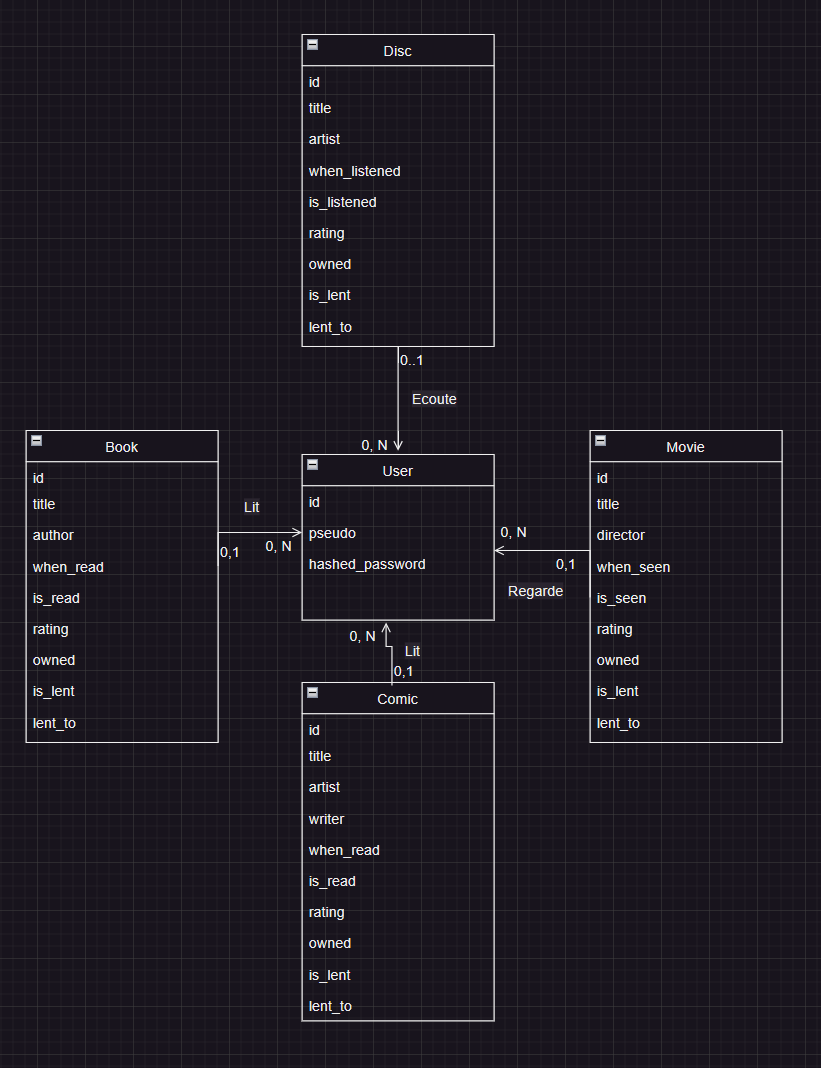 Disc
id
title
artist
when_listened
is_listened
rating
owned
is_lent
lent_to
0..1
Ecoute
0, N
Book
id
title
author
when_read
is_read
rating
owned
is_lent
lent_to
Lit
0,1
0, N
User
id
pseudo
hashed_password
Movie
id
title
director
when_seen
is_seen
rating
owned
is_lent
lent_to
0, N
0,1
Regarde
0, N
Lit
0,1
Comic
id
title
artist
writer
when_read
is_read
rating
owned
is_lent
lent_to